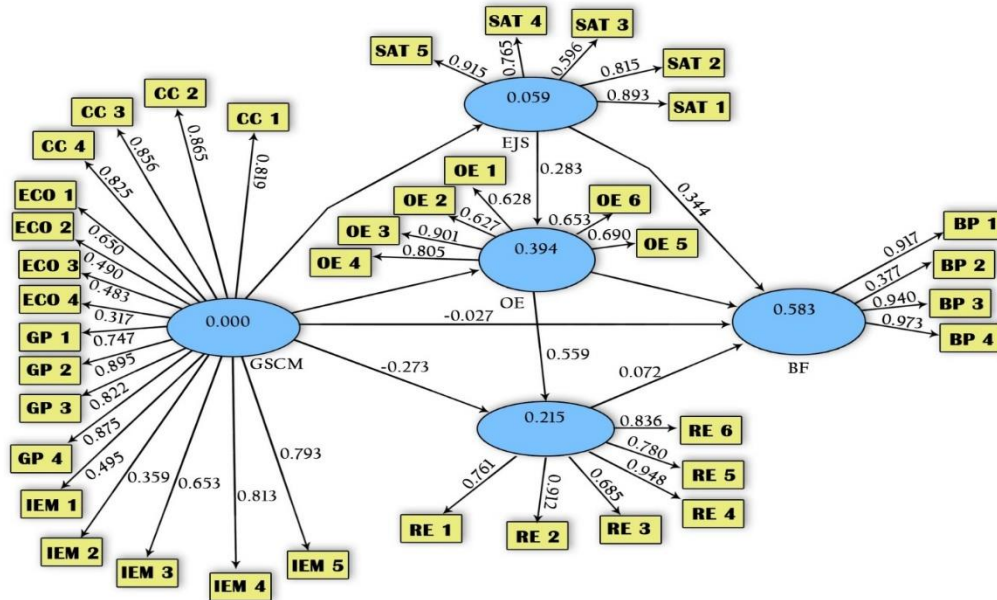 SAT 4
SAT 3
SAT 5
SAT 2
SAT 1
0.915
0.765
0.596
0.815
0.893
0.059
EJS
CC 2
CC 3
CC 1
CC 4
0.825
0.856
0.865
0.819
ECO 1
ECO 2
ECO 3
ECO 4
GP 1
GP 2
GP 3
GP 4
IEM 1
IEM 2
IEM 3
IEM 4
IEM 5
0.650
0.490
0.483
0.317
0.747
0.895
0.822
0.875
0.495
0.359
0.653
0.813
0.793
0.000
GSCM
0.283
0.344
OE 1
OE 2
OE 3
OE 4
OE 6
OE 5
0.628
0.627
0.901
0.805
0.653
0.690
0.394
OE
-0.027
-0.273
0.559
0.072
0.583
BF
0.917
0.377
0.940
0.973
BP 1
BP 2
BP 3
BP 4
0.215
0.836
0.780
0.948
0.685
0.912
0.761
RE 6
RE 5
RE 4
RE 3
RE 2
RE 1